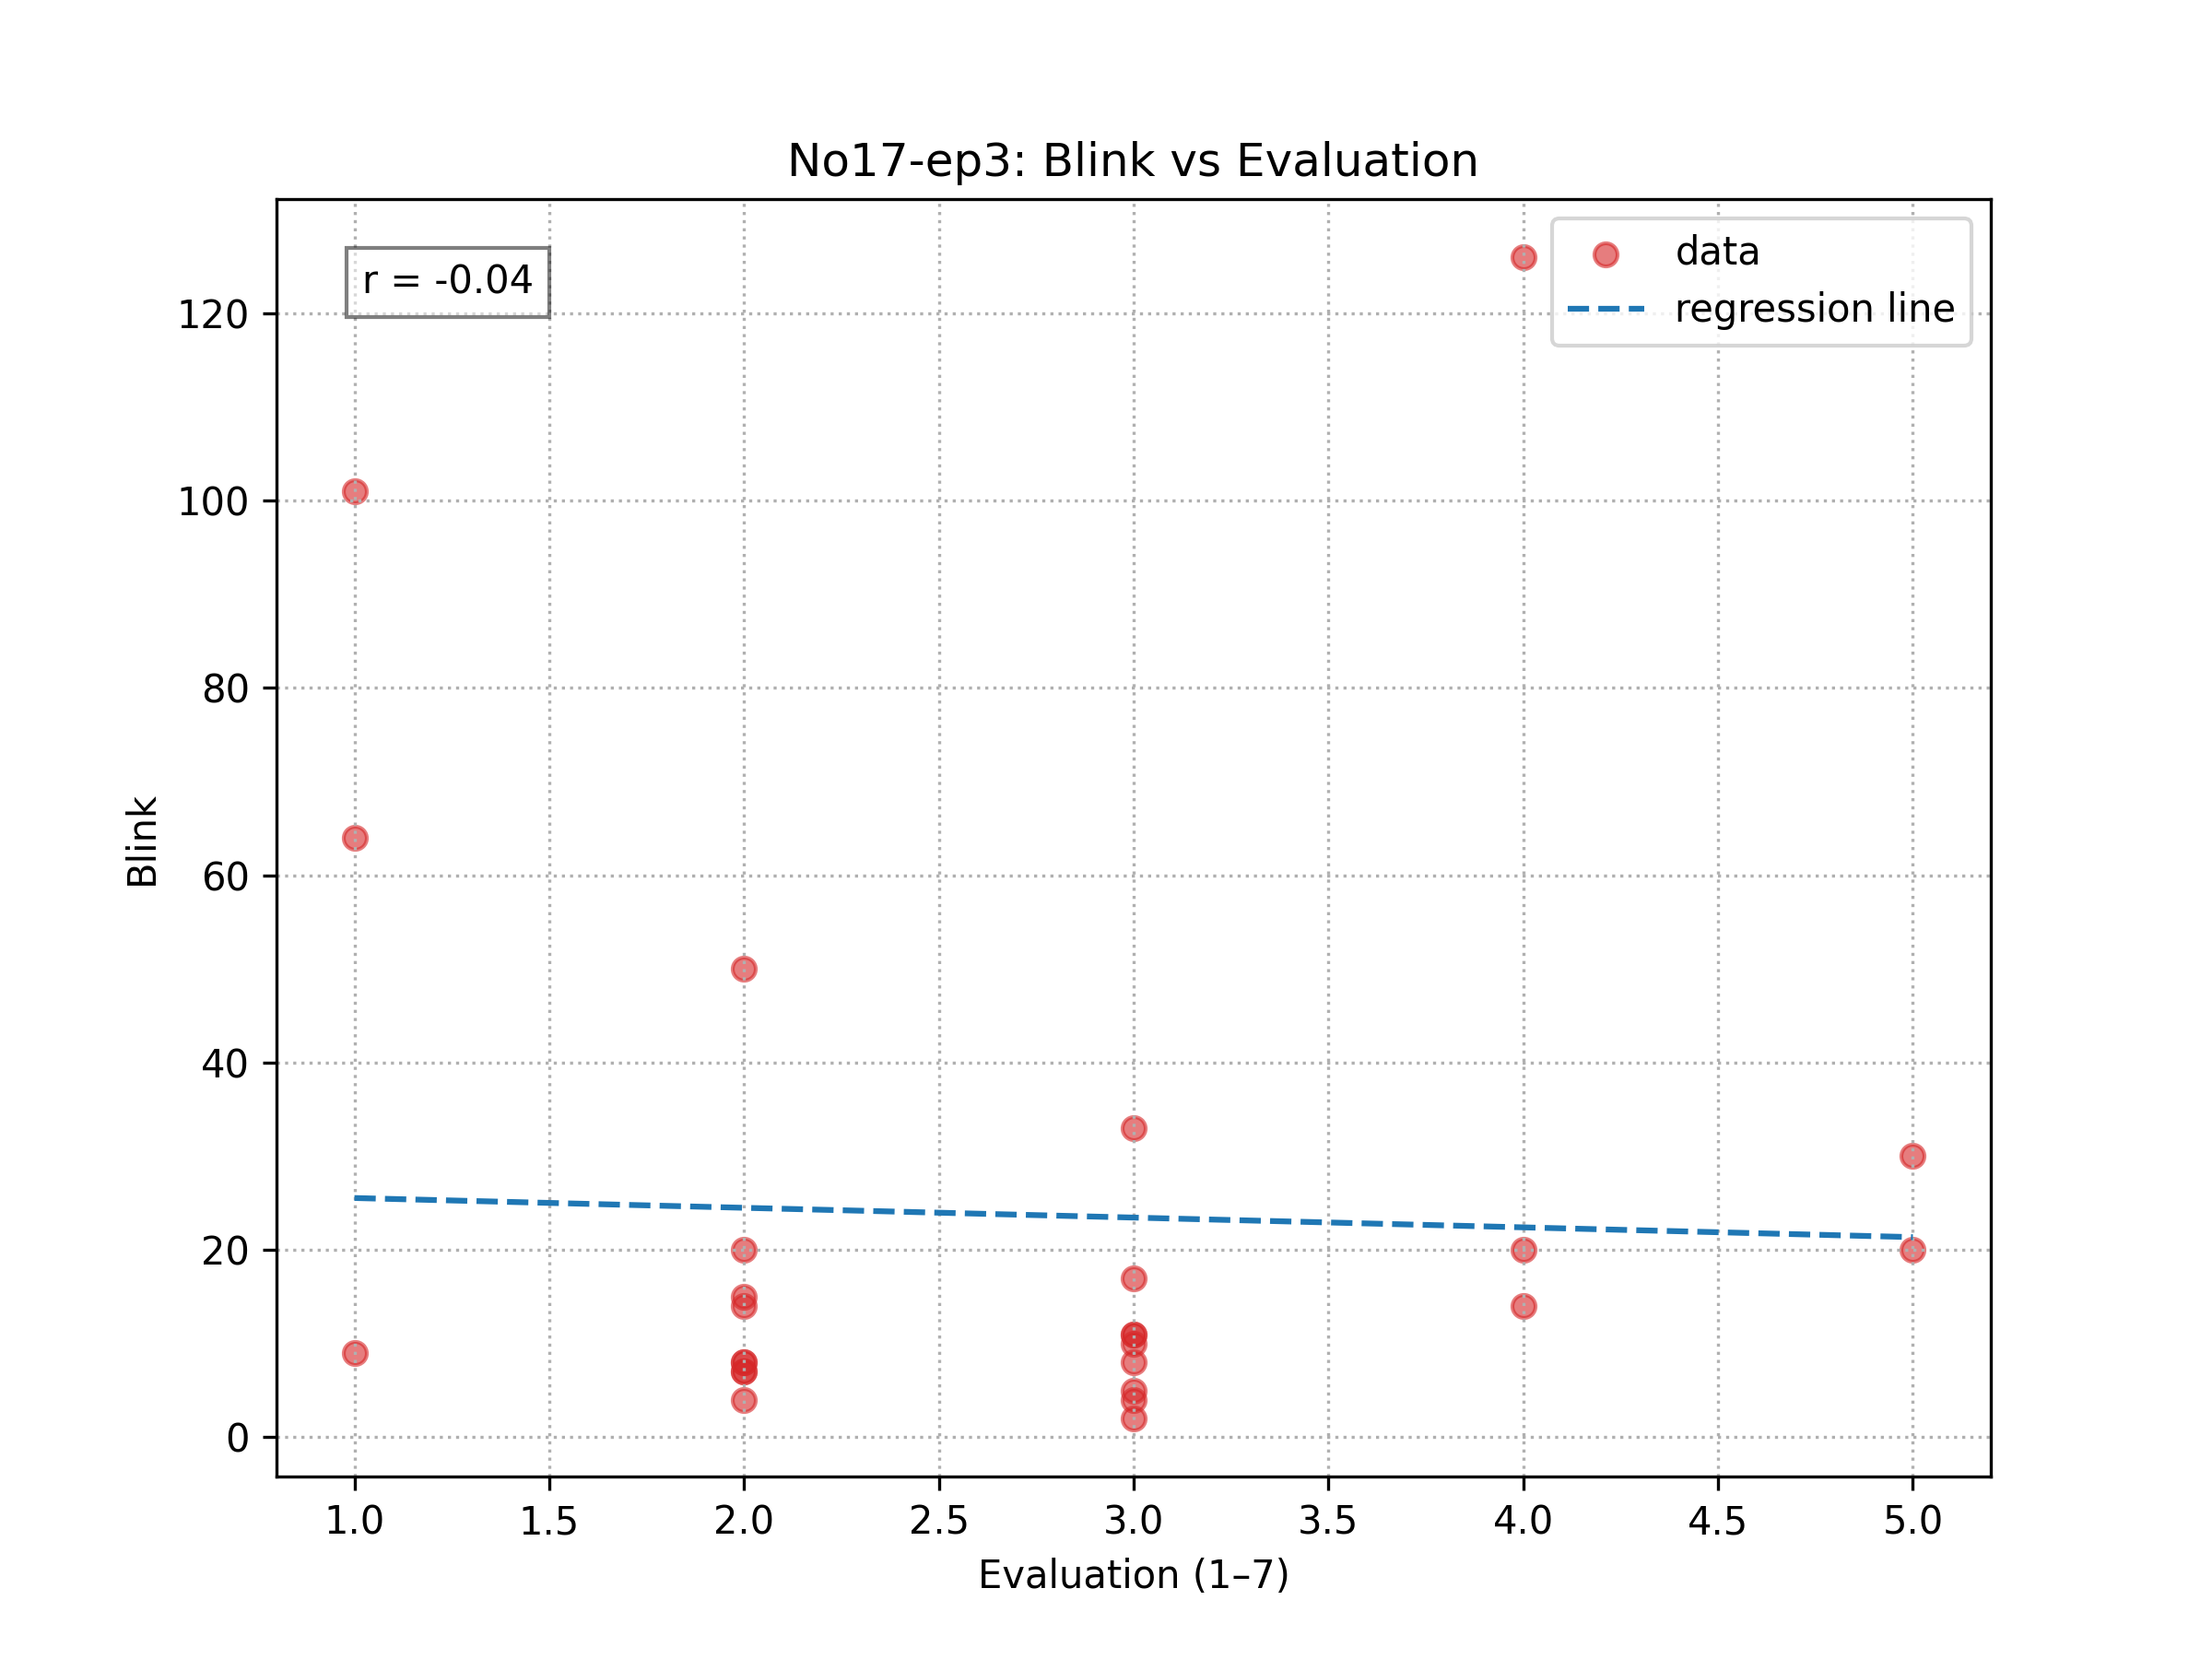 No17-ep3: Blink vs Evaluation
r = -0.04
data
regression line
120
100
80
60
40
20
0
Blink
1.0 1.5 2.0 2.5 3.0 3.5 4.0 4.5 5.0
Evaluation (1–7)